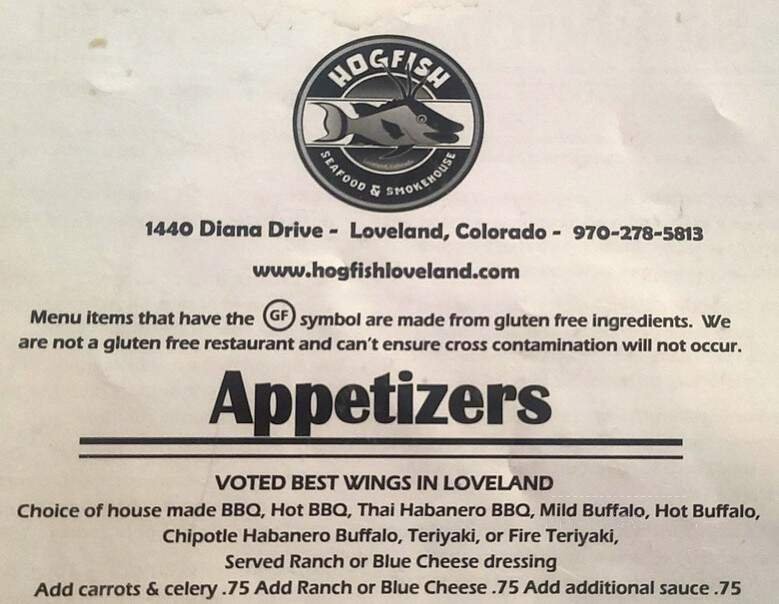 HOGFISH
SEAFOOD & SMOKEHOUSE
1440 Diana Drive - Loveland, Colorado - 970-278-5813
www.hogfishloveland.com
Menu items that have the GF symbol are made from gluten free ingredients. We
are not a gluten free restaurant and can't ensure cross contamination will not occur.
Appetizers
VOTED BEST WINGS IN LOVELAND
Choice of house made BBQ, Hot BBQ, Thai Habanero BBQ, Mild Buffalo, Hot Buffalo,
Chipotle Habanero Buffalo, Teriyaki, or Fire Teriyaki,
Served Ranch or Blue Cheese dressing
Add carrots & celery .75 Add Ranch or Blue Cheese .75 Add additional sauce .75